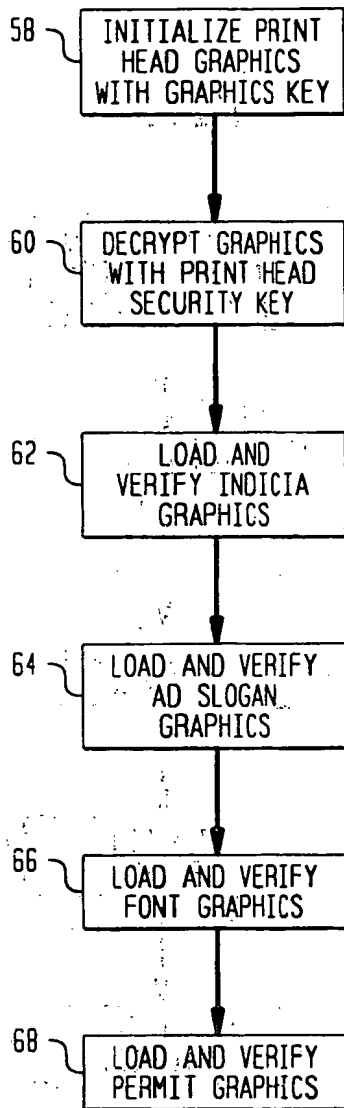 58
INITIALIZE PRINT
HEAD GRAPHICS
WITH GRAPHICS KEY
60
DECRYPT GRAPHICS
WITH PRINT HEAD
SECURITY KEY
62
LOAD AND
VERIFY INDICIA
GRAPHICS
64
LOAD AND VERIFY
AD SLOGAN
GRAPHICS
66
LOAD AND VERIFY
FONT GRAPHICS
68
LOAD AND VERIFY
PERMIT GRAPHICS